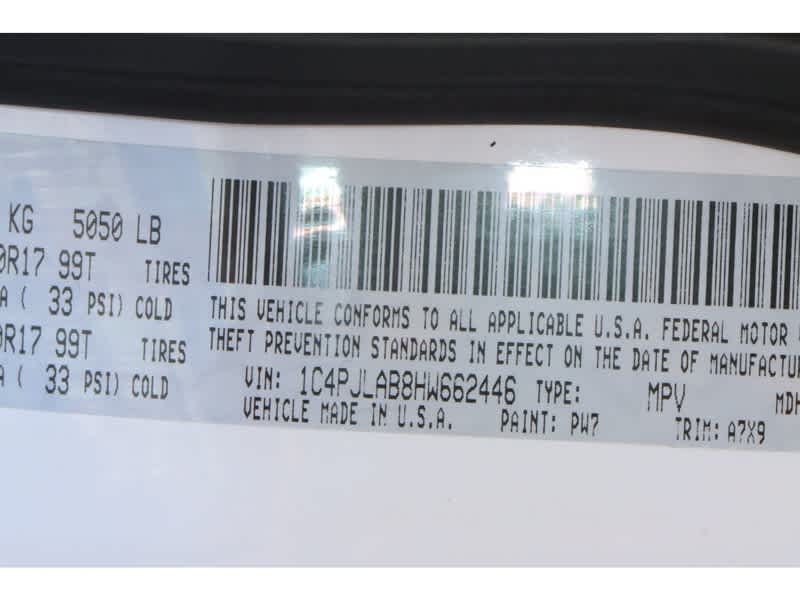 KG 5050 LB
0R17 99T TIRES
A ( 33 PSI) COLD
0R17 99T TIRES
A ( 33 PSI) COLD
THIS VEHICLE CONFORMS TO ALL APPLICABLE U.S.A. FEDERAL MOTOR
THEFT PREVENTION STANDARDS IN EFFECT ON THE DATE OF MANUFACTU
VIN: 1C4PJLAB8HW662446 TYPE: MPV MDH
VEHICLE MADE IN U.S.A. PAINT: PW7 TRIM: A7X9